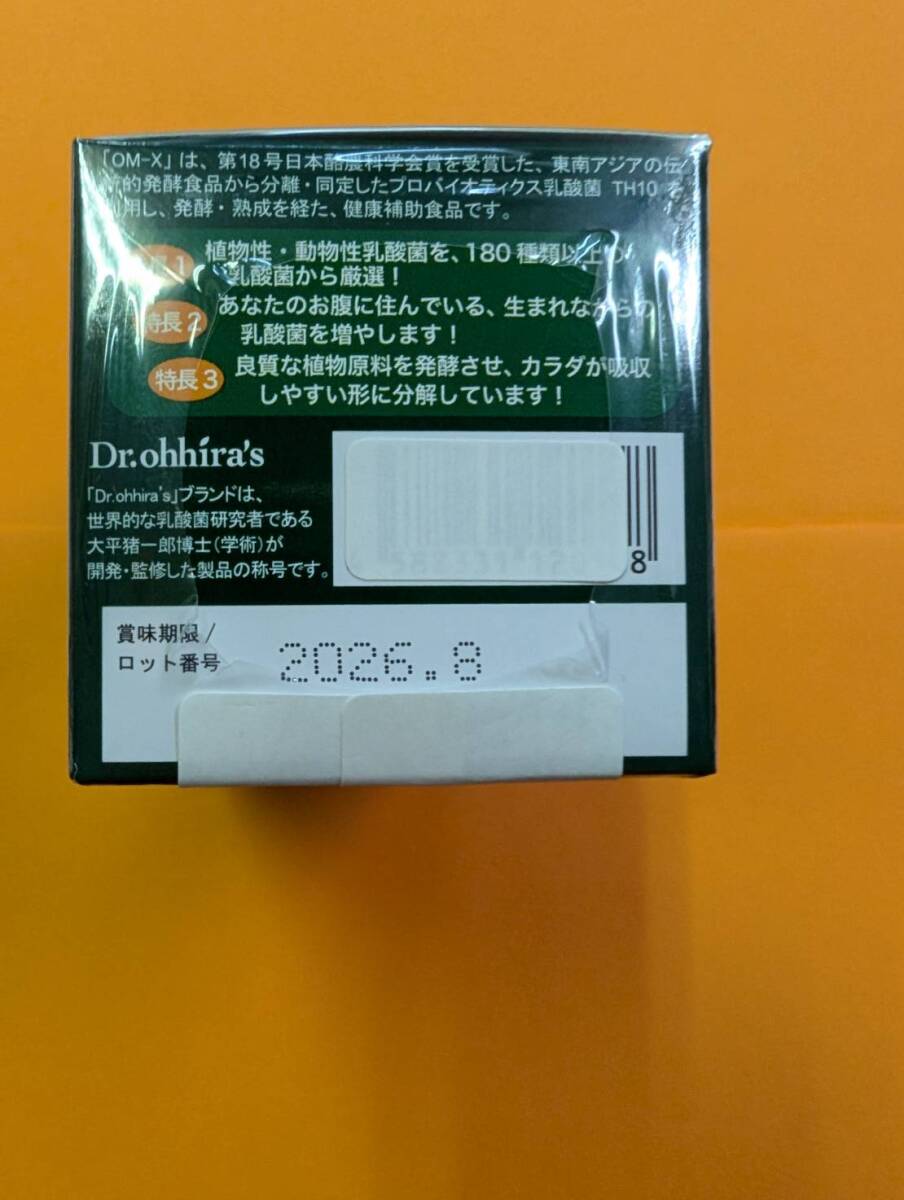 「OM-X」は、第18号日本酪農科学会賞を受賞した、東南アジアの伝
的発酵食品から分離・同定したプロバイオティクス乳酸菌 TH10 を
用し、発酵・熟成を経た、健康補助食品です。
1 植物性・動物性乳酸菌を、180種類以上の
乳酸菌から厳選！
特長2 あなたのお腹に住んでいる、生まれながらの
乳酸菌を増やします！
特長3 良質な植物原料を発酵させ、カラダが吸収
しやすい形に分解しています！
Dr.ohhira's
「Dr.ohhira's」ブランドは、
世界的な乳酸菌研究者である
大平猪一郎博士(学術)が
開発・監修した製品の称号です。
8
賞味期限/
ロット番号
2026.8